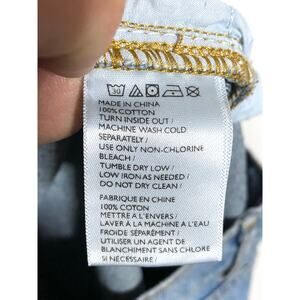 30
MADE IN CHINA
100% COTTON
TURN INSIDE OUT /
MACHINE WASH COLD
SEPARATELY /
USE ONLY NON-CHLORINE
BLEACH /
TUMBLE DRY LOW /
LOW IRON AS NEEDED /
DO NOT DRY CLEAN /
FABRIQUE EN CHINE
100% COTON
METTRE A L'ENVERS /
LAVER À LA MACHINE A L'EAU
FROIDE SÉPARÉMENT /
UTILISER UN AGENT DE
BLANCHIMENT SANS CHLORE
SI NÉCESSAIRE /